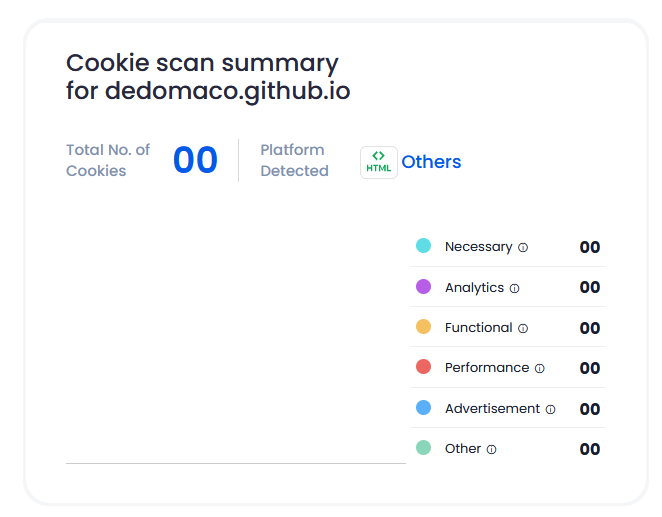 Cookie scan summary
for dedomaco.github.io
Total No. of
Cookies
00
Platform
Detected
HTML
Others
Necessary 00
Analytics 00
Functional 00
Performance 00
Advertisement 00
Other 00